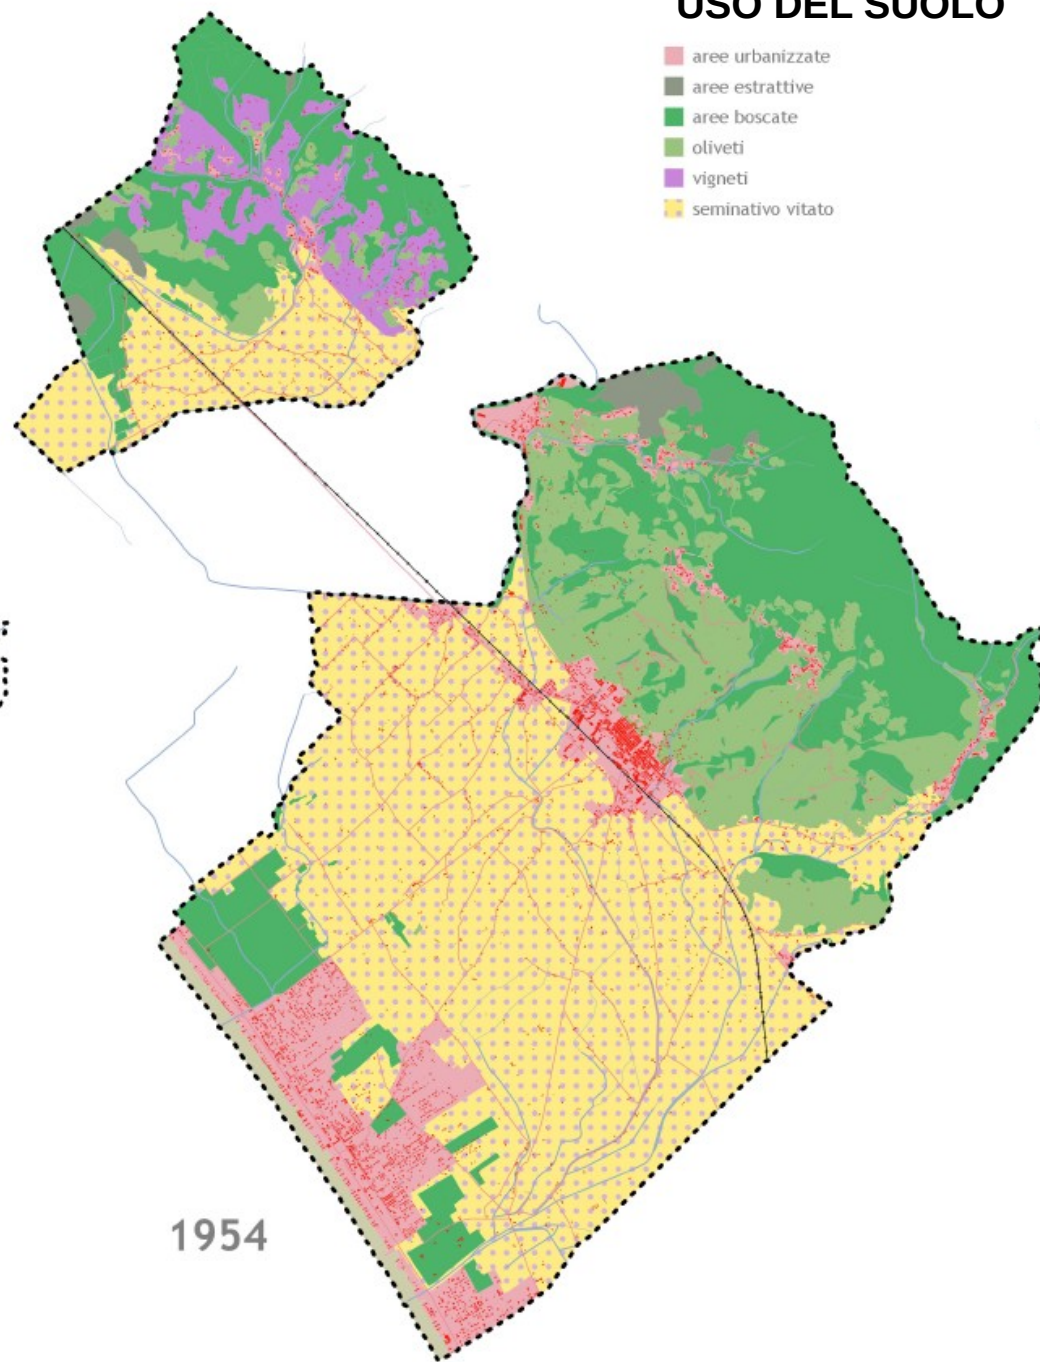 USO DEL SUOLO
aree urbanizzate
aree estrattive
aree boscate
oliveti
vigneti
seminativo vitato
1954